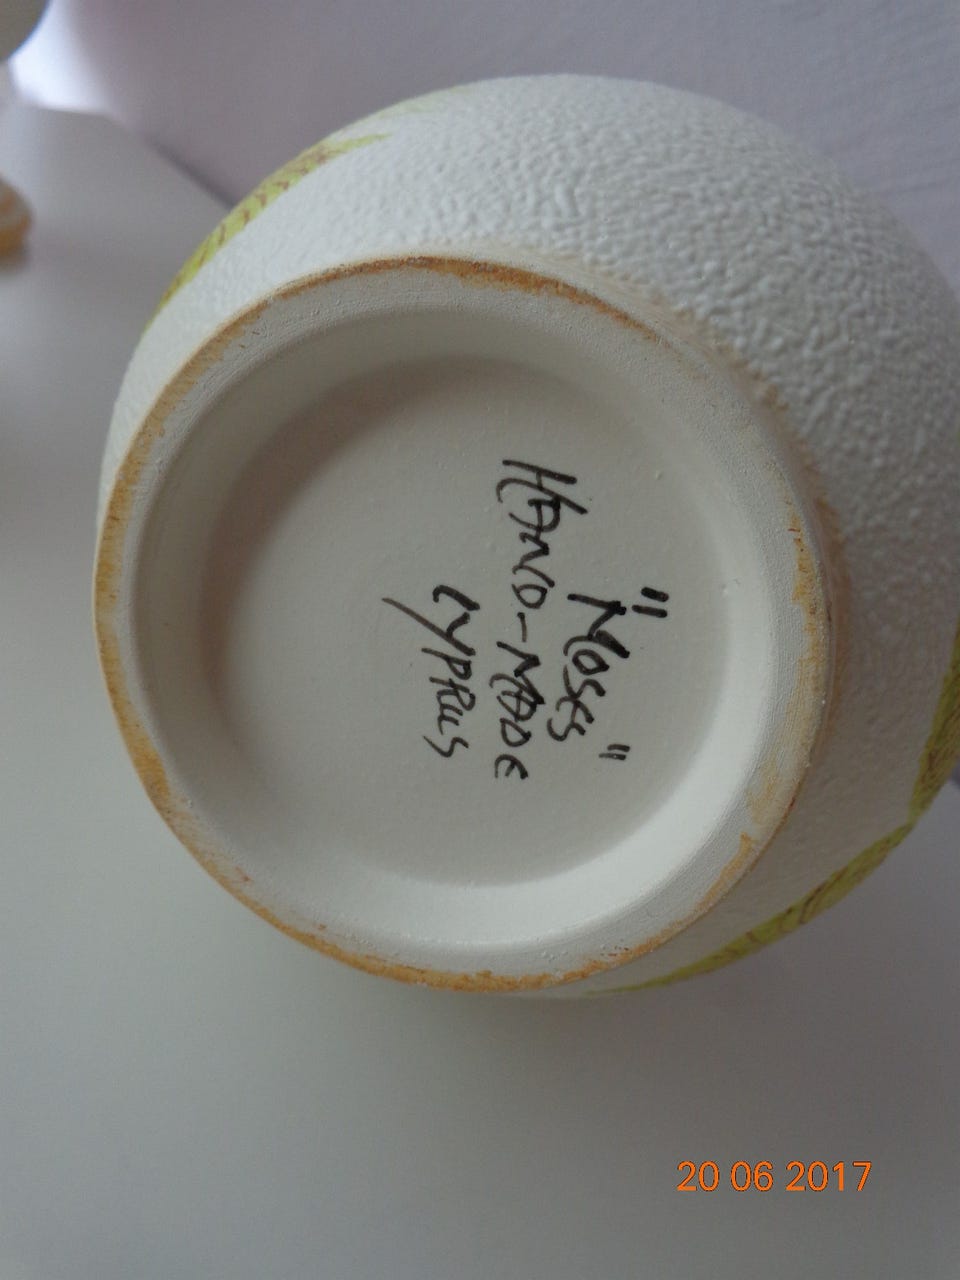 "MOSES"
HAND-MADE
CYPRUS
20 06 2017